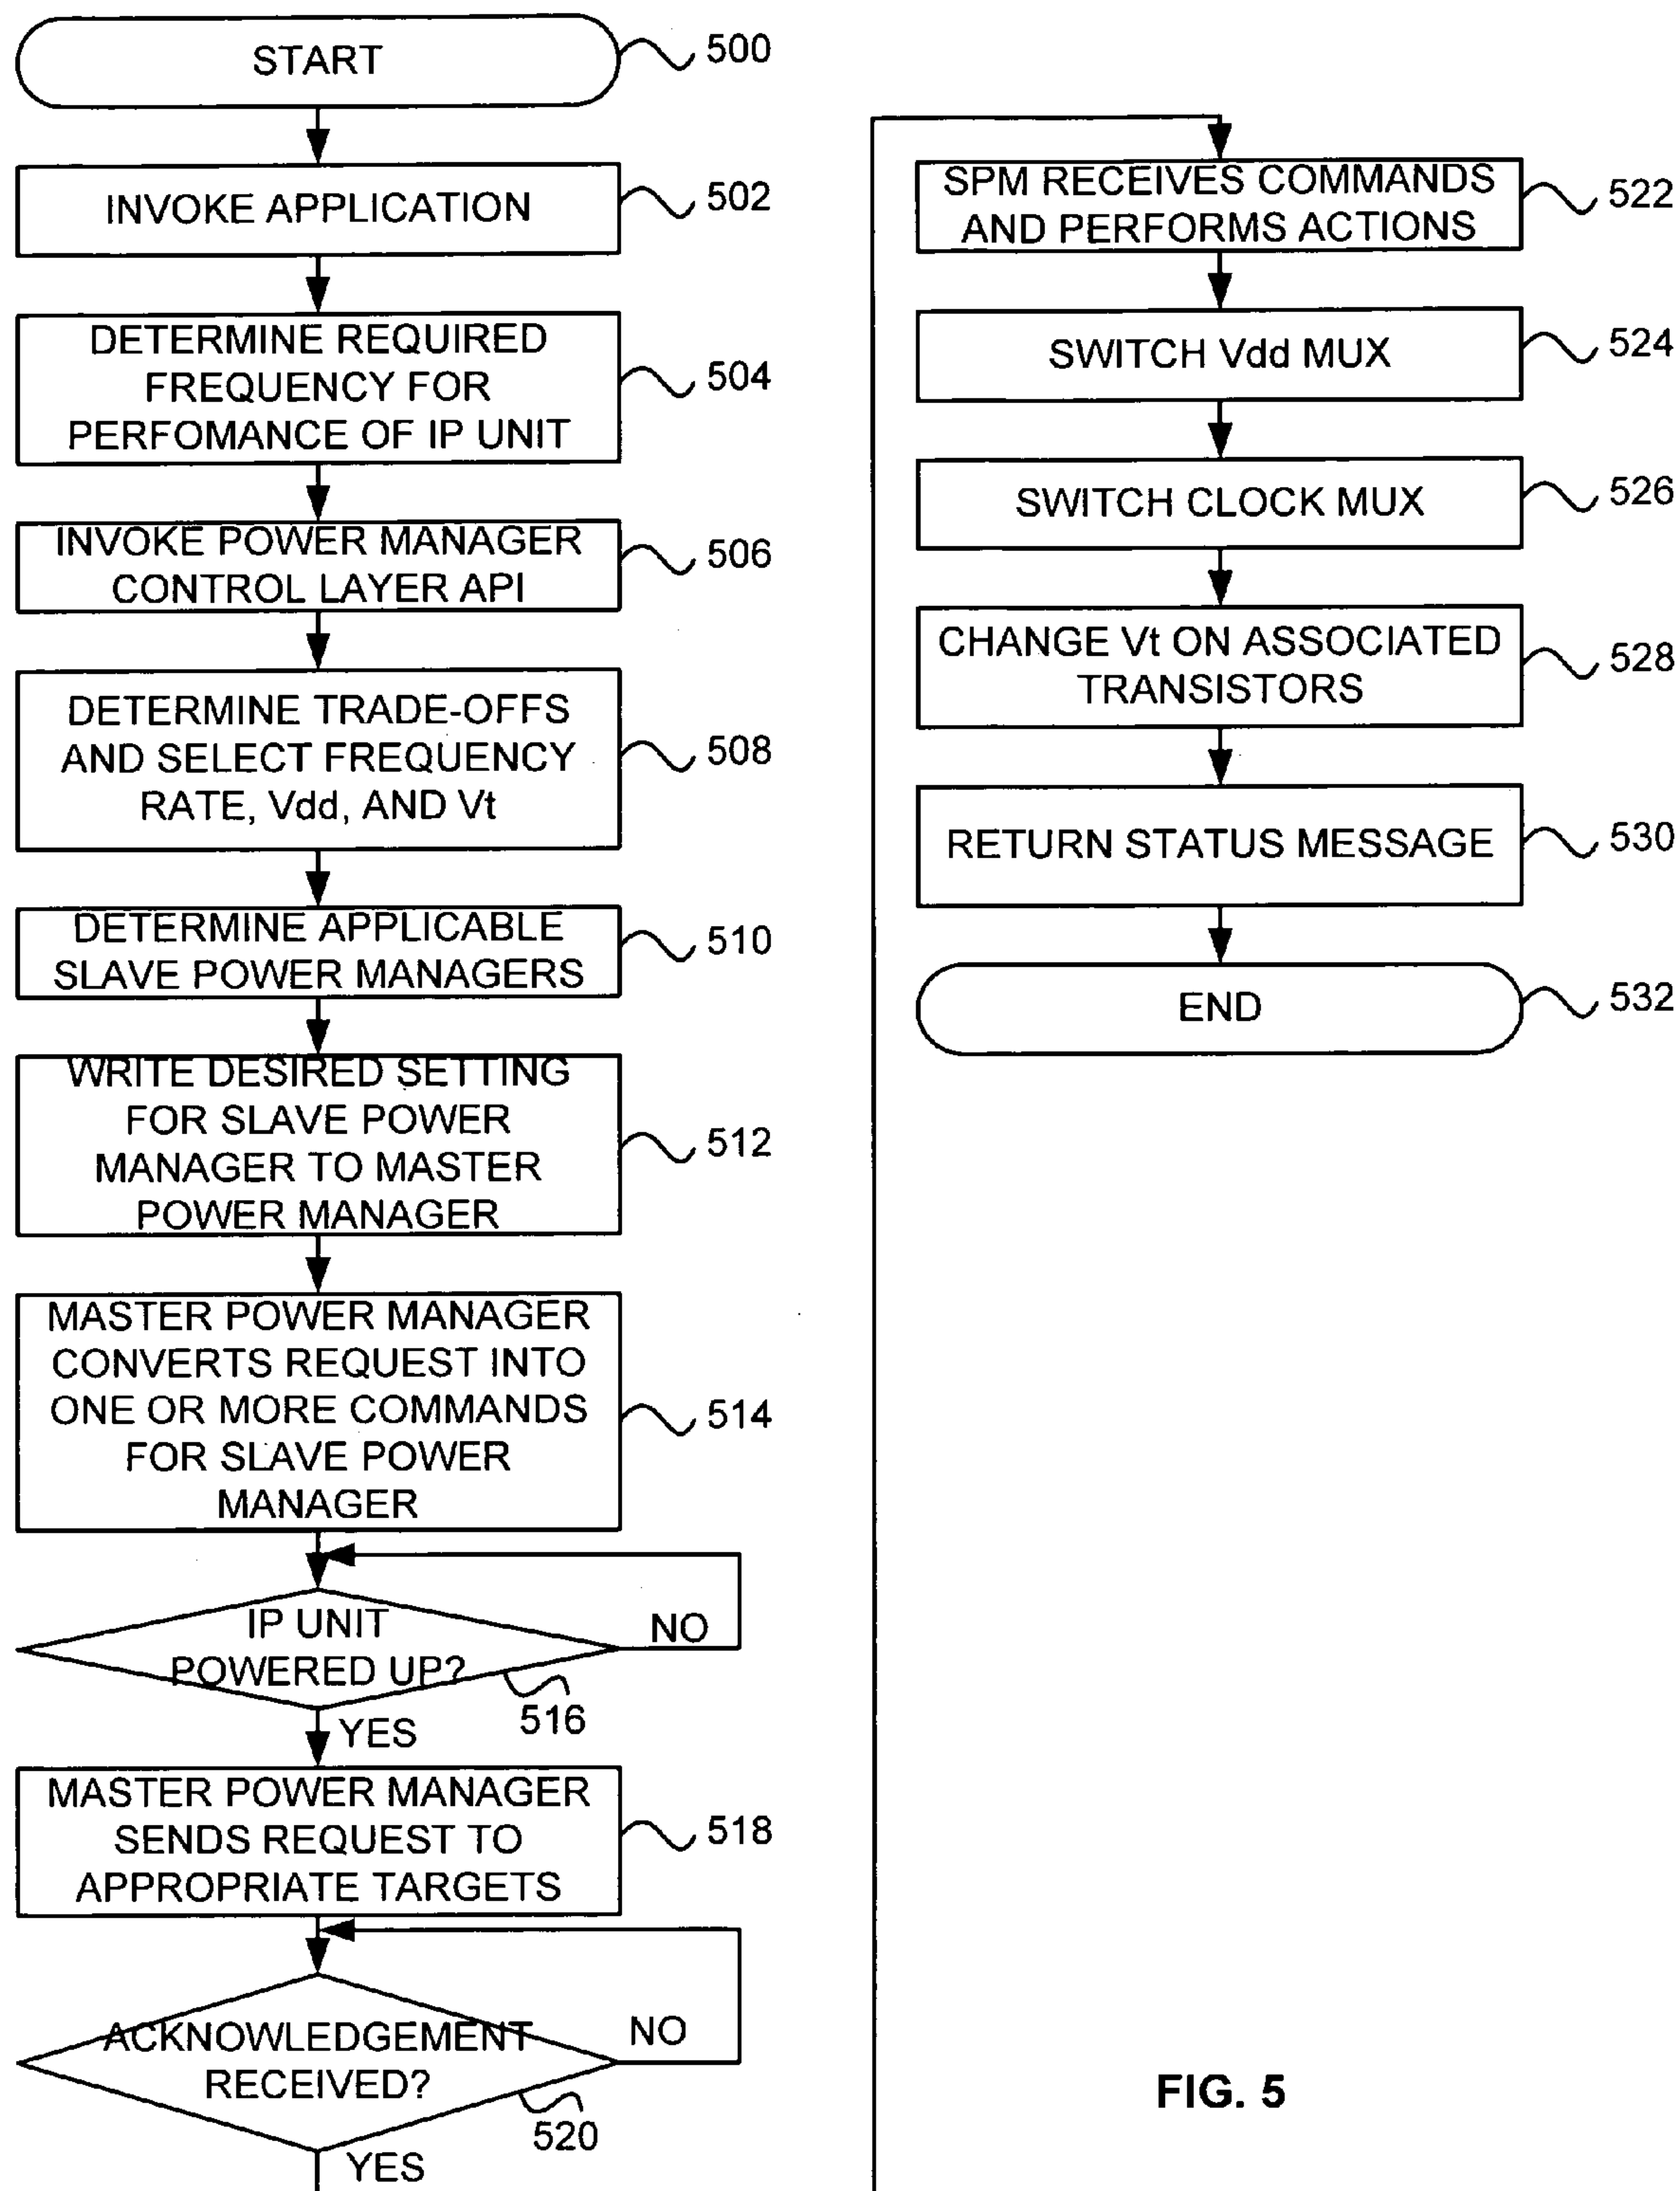 START
500
INVOKE APPLICATION
502
DETERMINE REQUIRED
FREQUENCY FOR
PERFOMANCE OF IP UNIT
504
INVOKE POWER MANAGER
CONTROL LAYER API
506
DETERMINE TRADE-OFFS
AND SELECT FREQUENCY
RATE, Vdd, AND Vt
508
DETERMINE APPLICABLE
SLAVE POWER MANAGERS
510
WRITE DESIRED SETTING
FOR SLAVE POWER
MANAGER TO MASTER
POWER MANAGER
512
MASTER POWER MANAGER
CONVERTS REQUEST INTO
ONE OR MORE COMMANDS
FOR SLAVE POWER
MANAGER
514
IP UNIT
POWERED UP?
NO
516
YES
MASTER POWER MANAGER
SENDS REQUEST TO
APPROPRIATE TARGETS
518
ACKNOWLEDGEMENT
RECEIVED?
NO
520
YES
SPM RECEIVES COMMANDS
AND PERFORMS ACTIONS
522
SWITCH Vdd MUX
524
SWITCH CLOCK MUX
526
CHANGE Vt ON ASSOCIATED
TRANSISTORS
528
RETURN STATUS MESSAGE
530
END
532
FIG. 5